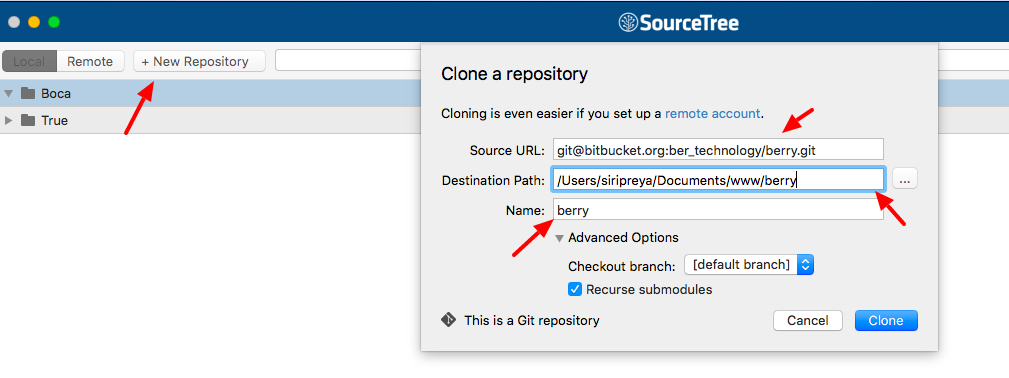 SourceTree
Local Remote + New Repository
Boca
True
Clone a repository
Cloning is even easier if you set up a remote account.
Source URL: git@bitbucket.org:ber_technology/berry.git
Destination Path: /Users/siripreya/Documents/www/berry ...
Name: berry
Advanced Options
Checkout branch: [default branch]
Recurse submodules
This is a Git repository Cancel Clone